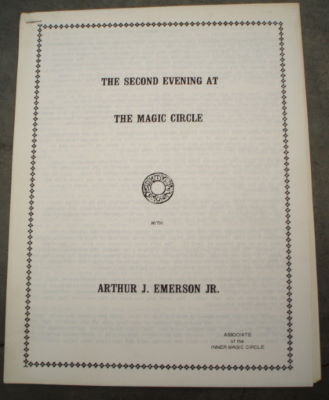 THE SECOND EVENING AT
THE MAGIC CIRCLE
WITH
ARTHUR J. EMERSON JR.
ASSOCIATE
of the
INNER MAGIC CIRCLE